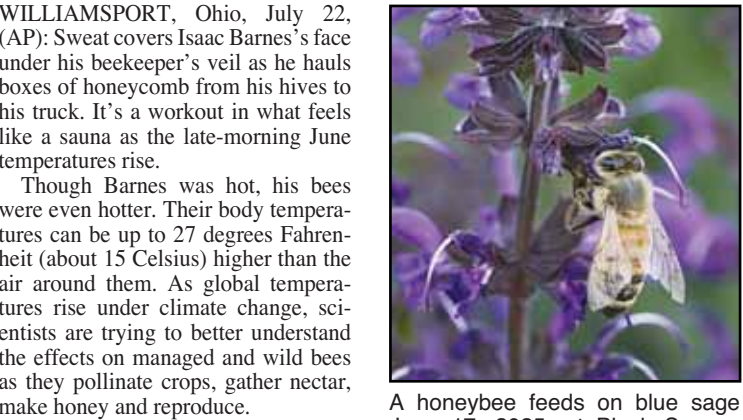 WILLIAMSPORT, Ohio, July 22,
(AP): Sweat covers Isaac Barnes's face
under his beekeeper's veil as he hauls
boxes of honeycomb from his hives to
his truck. It's a workout in what feels
like a sauna as the late-morning June
temperatures rise.
Though Barnes was hot, his bees
were even hotter. Their body tempera-
tures can be up to 27 degrees Fahren-
heit (about 15 Celsius) higher than the
air around them. As global tempera-
tures rise under climate change, sci-
entists are trying to better understand
the effects on managed and wild bees
as they pollinate crops, gather nectar,
make honey and reproduce.
A honeybee feeds on blue sage